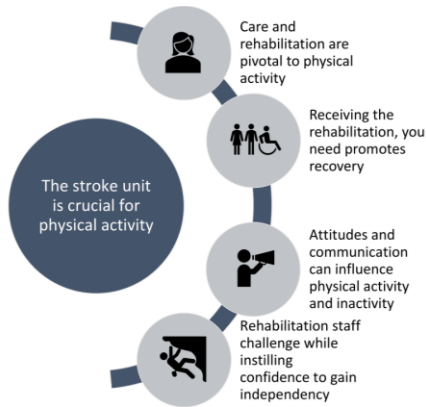 The stroke unit
is crucial for
physical activity
Care and
rehabilitation are
pivotal to physical
activity
Receiving the
rehabilitation, you
need promotes
recovery
Attitudes and
communication
can influence
physical activity
and inactivity
Rehabilitation staff
challenge while
instilling
confidence to gain
independency